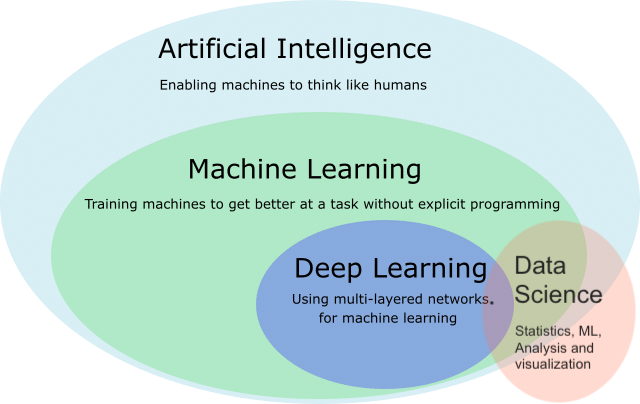 Artificial Intelligence
Enabling machines to think like humans
Machine Learning
Training machines to get better at a task without explicit programming
Deep Learning
Using multi-layered networks.
for machine learning
Data
Science
Statistics, ML,
Analysis and
visualization